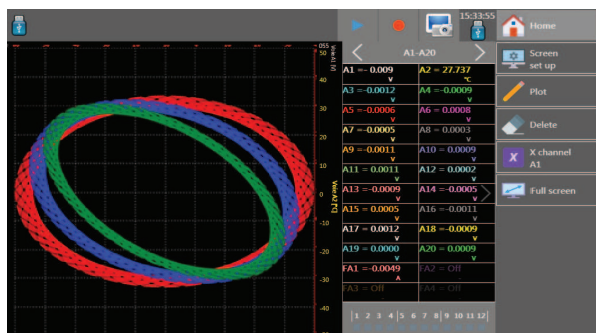 15:33:55
Home
A1-A20
A1 =- 0.009
V
A2 = 27.737
°C
Screen
set up
A3 =-0.0012
V
A4 =-0.0009
V
Plot
A5 =-0.0006
V
A6 = 0.0008
V
A7 =-0.0005
V
A8 = 0.0003
V
Delete
A9 =-0.0011
V
A10 = 0.0009
V
X channel
A1
A11 = 0.0011
V
A12 = 0.0002
V
A13 =-0.0009
V
A14 =-0.0005
V
Full screen
A15 = 0.0005
V
A16 =-0.0011
V
A17 = 0.0012
V
A18 =-0.0009
V
A19 = 0.0000
V
A20 = 0.0009
V
FA1 =-0.0049
A
FA2 = Off
FA3 = Off
FA4 = Off
1 2 3 4 5 6 7 8 9 10 11 12
X
50
40
30
20
10
0
-10
-20
-30
-40